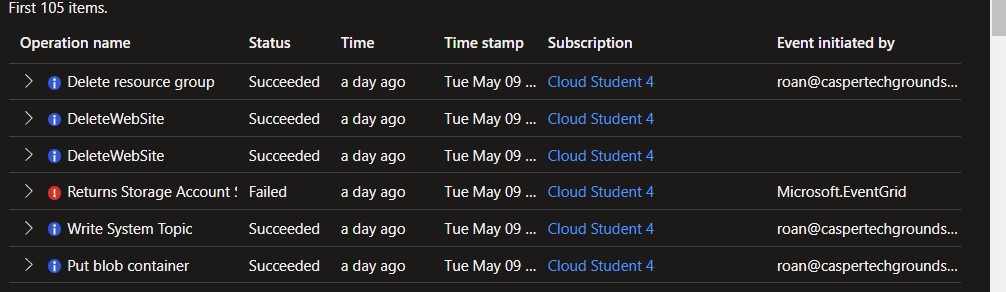 First 105 items.
Operation name Status Time Time stamp Subscription Event initiated by
Delete resource group Succeeded a day ago Tue May 09 ... Cloud Student 4 roan@caspertechgrounds...
DeleteWebSite Succeeded a day ago Tue May 09 ... Cloud Student 4
DeleteWebSite Succeeded a day ago Tue May 09 ... Cloud Student 4
Returns Storage Account S Failed a day ago Tue May 09 ... Cloud Student 4 Microsoft.EventGrid
Write System Topic Succeeded a day ago Tue May 09 ... Cloud Student 4 roan@caspertechgrounds...
Put blob container Succeeded a day ago Tue May 09 ... Cloud Student 4 roan@caspertechgrounds...